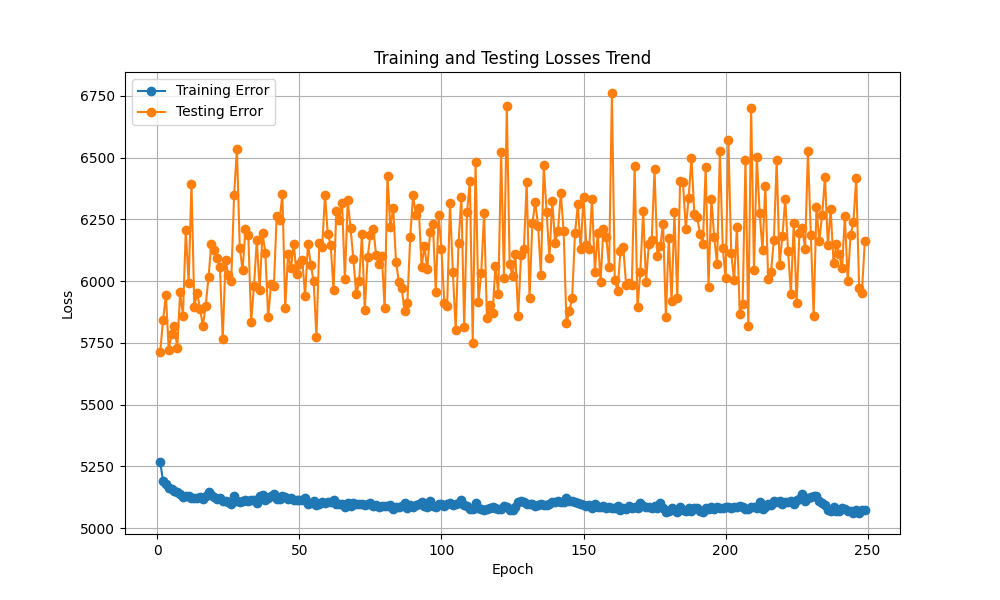 Training and Testing Losses Trend
Training Error
Testing Error
6750
6500
6250
6000
5750
5500
5250
5000
Loss
0 50 100 150 200 250
Epoch